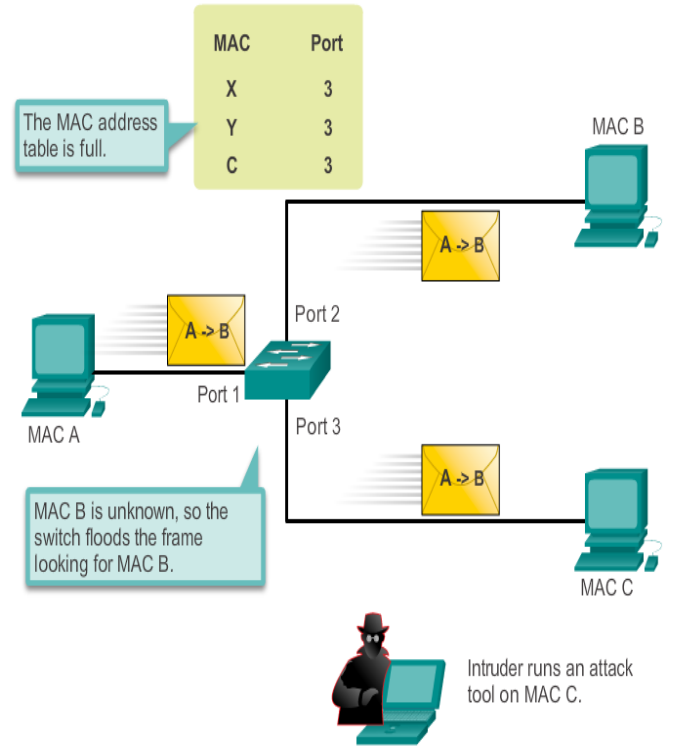 MAC Port
X 3
Y 3
C 3
The MAC address
table is full.
MAC B
A -> B
Port 2
A -> B
Port 1
MAC A
Port 3
A -> B
MAC B is unknown, so the
switch floods the frame
looking for MAC B.
MAC C
Intruder runs an attack
tool on MAC C.